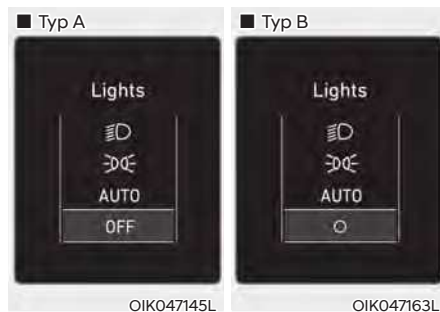 ■ Typ A
Lights
AUTO
OFF
OIK047145L
■ Typ B
Lights
AUTO
O
OIK047163L